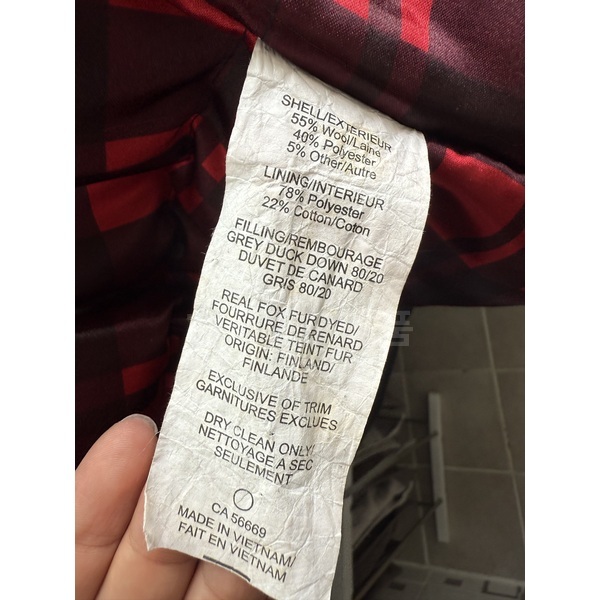 SHELL/EXTERIEUR
55% Wool/Laine
40% Polyester
5% Other/Autre
LINING/INTERIEUR
78% Polyester
22% Cotton/Coton
FILLING/REMBOURAGE
GREY DUCK DOWN 80/20
DUVET DE CANARD
GRIS 80/20
REAL FOX FUR DYED/
FOURRURE DE RENARD
VERITABLE TEINT FUR
ORIGIN: FINLAND/
FINLANDE
EXCLUSIVE OF TRIM
GARNITURES EXCLUES
DRY CLEAN ONLY/
NETTOYAGE A SEC
SEULEMENT
CA 56669
MADE IN VIETNAM/
FAIT EN VIETNAM